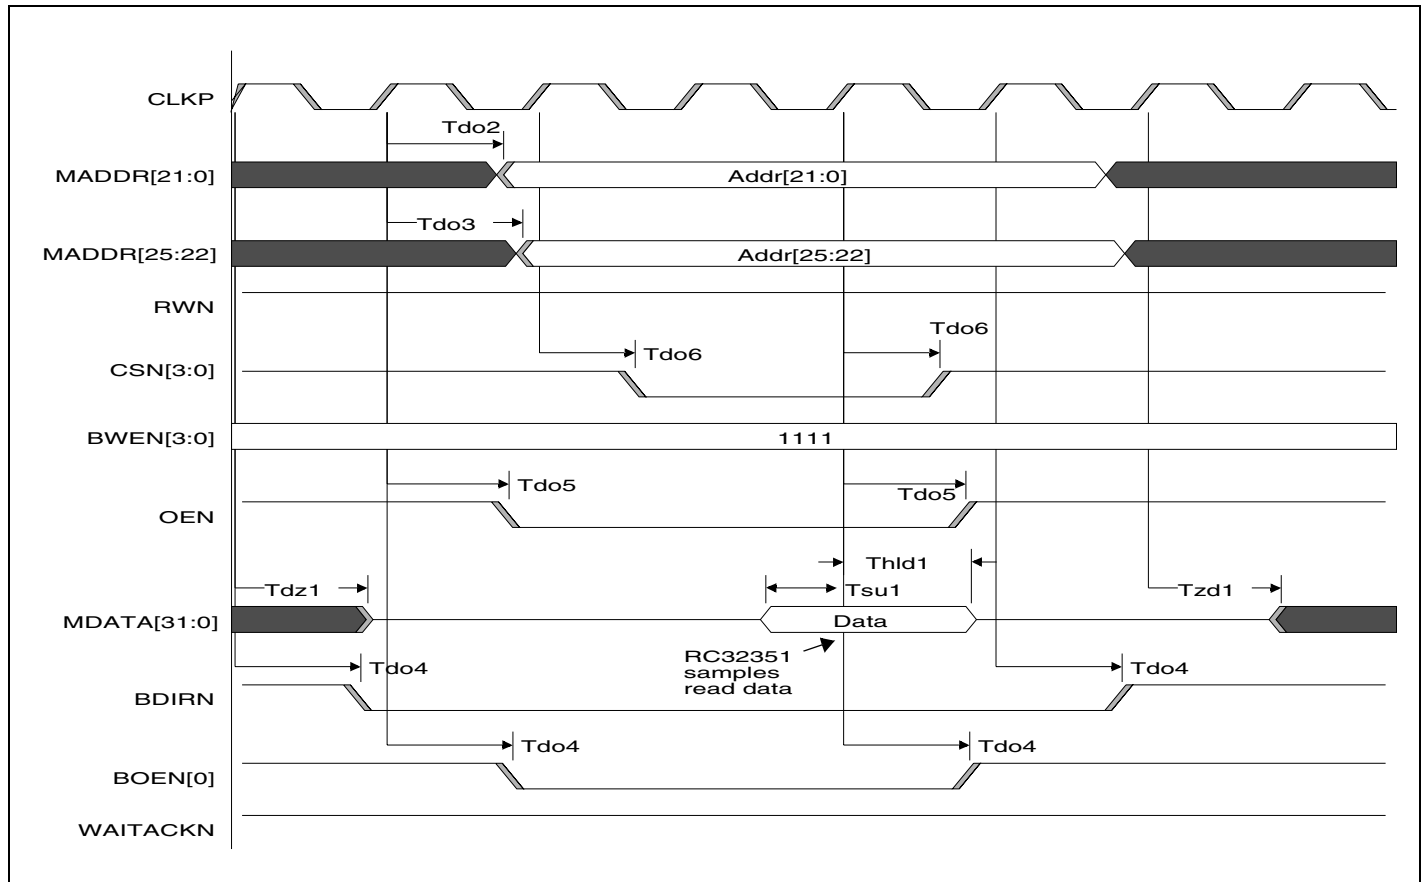 CLKP
Tdo2
MADDR[21:0]
Addr[21:0]
Tdo3
MADDR[25:22]
Addr[25:22]
RWN
Tdo6
Tdo6
CSN[3:0]
BWEN[3:0]
1111
Tdo5
Tdo5
OEN
Thld1
Tdz1
Tsu1
Tzd1
MDATA[31:0]
Data
RC32351
samples
read data
Tdo4
Tdo4
BDIRN
Tdo4
Tdo4
BOEN[0]
WAITACKN